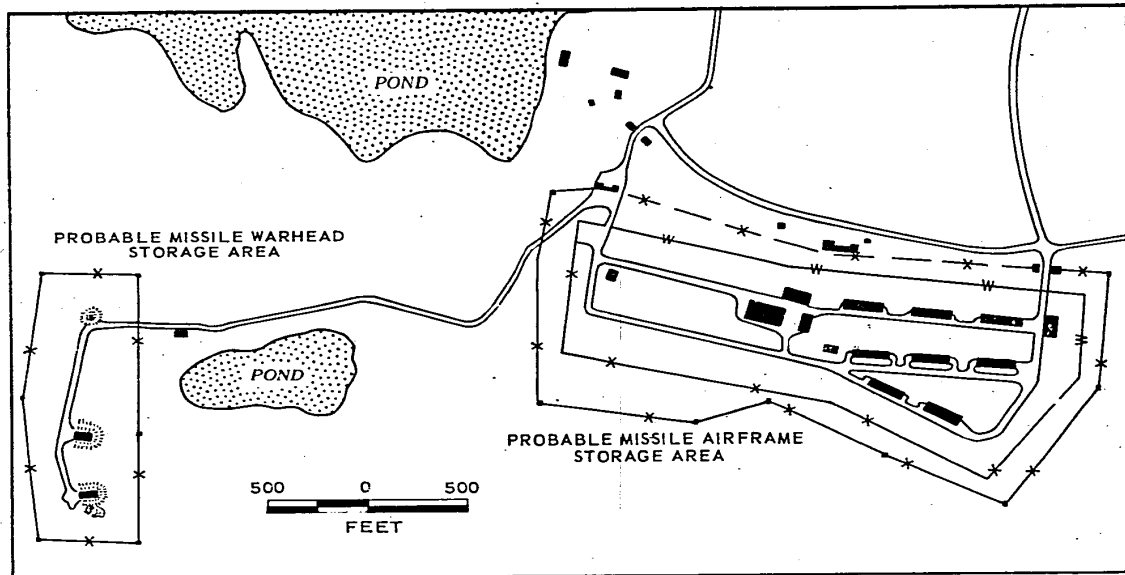 POND
PROBABLE MISSILE WARHEAD
STORAGE AREA
POND
PROBABLE MISSILE AIRFRAME
STORAGE AREA
500 0 500
FEET